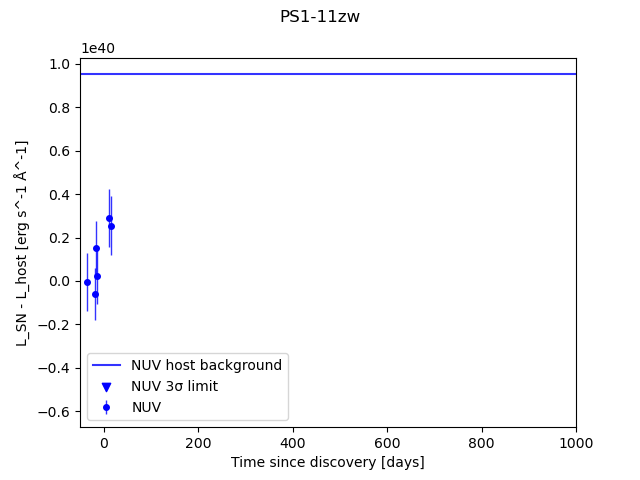 PS1-11zw
1e40
1.0
0.8
0.6
0.4
0.2
0.0
−0.2
−0.4
−0.6
L_SN - L_host [erg s^-1 Å^-1]
NUV host background
NUV 3σ limit
NUV
0 200 400 600 800 1000
Time since discovery [days]